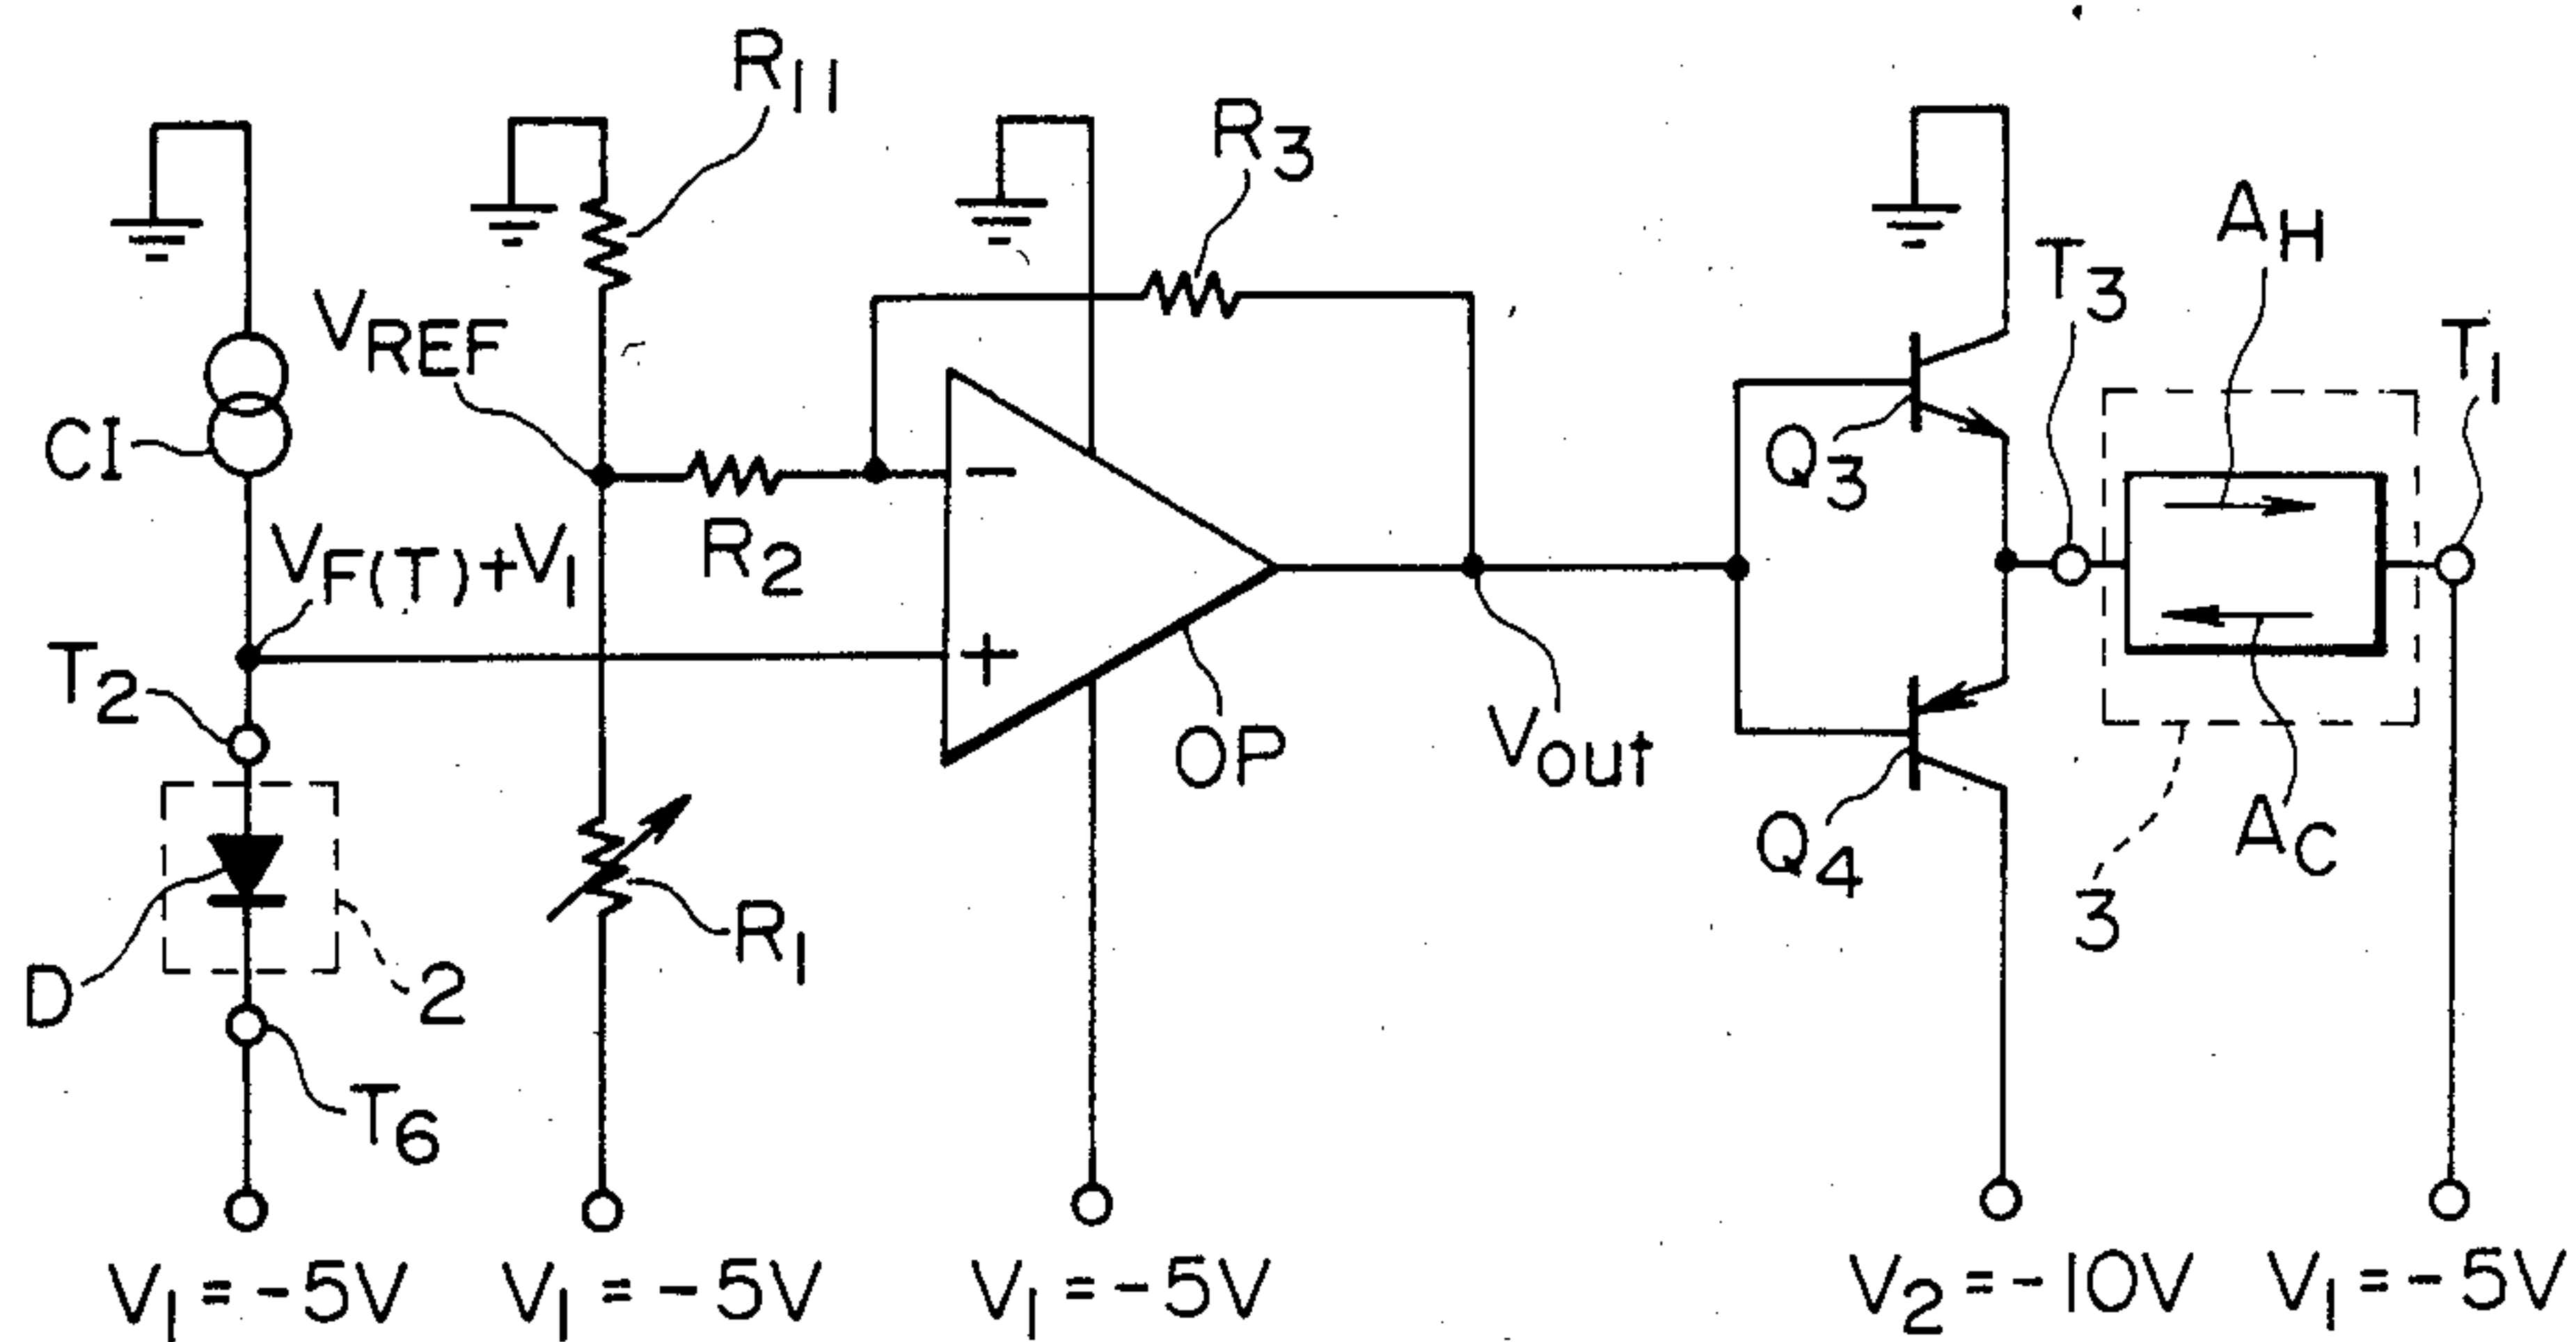 R11
R3
AH
T3
T1
VREF
CI
Q3
VF(T)+V1
R2
T2
OP
Vout
Q4
AC
3
R1
D
2
T6
V1 = -5V
V1 = -5V
V1 = -5V
V2 = -10V
V1 = -5V
-
+